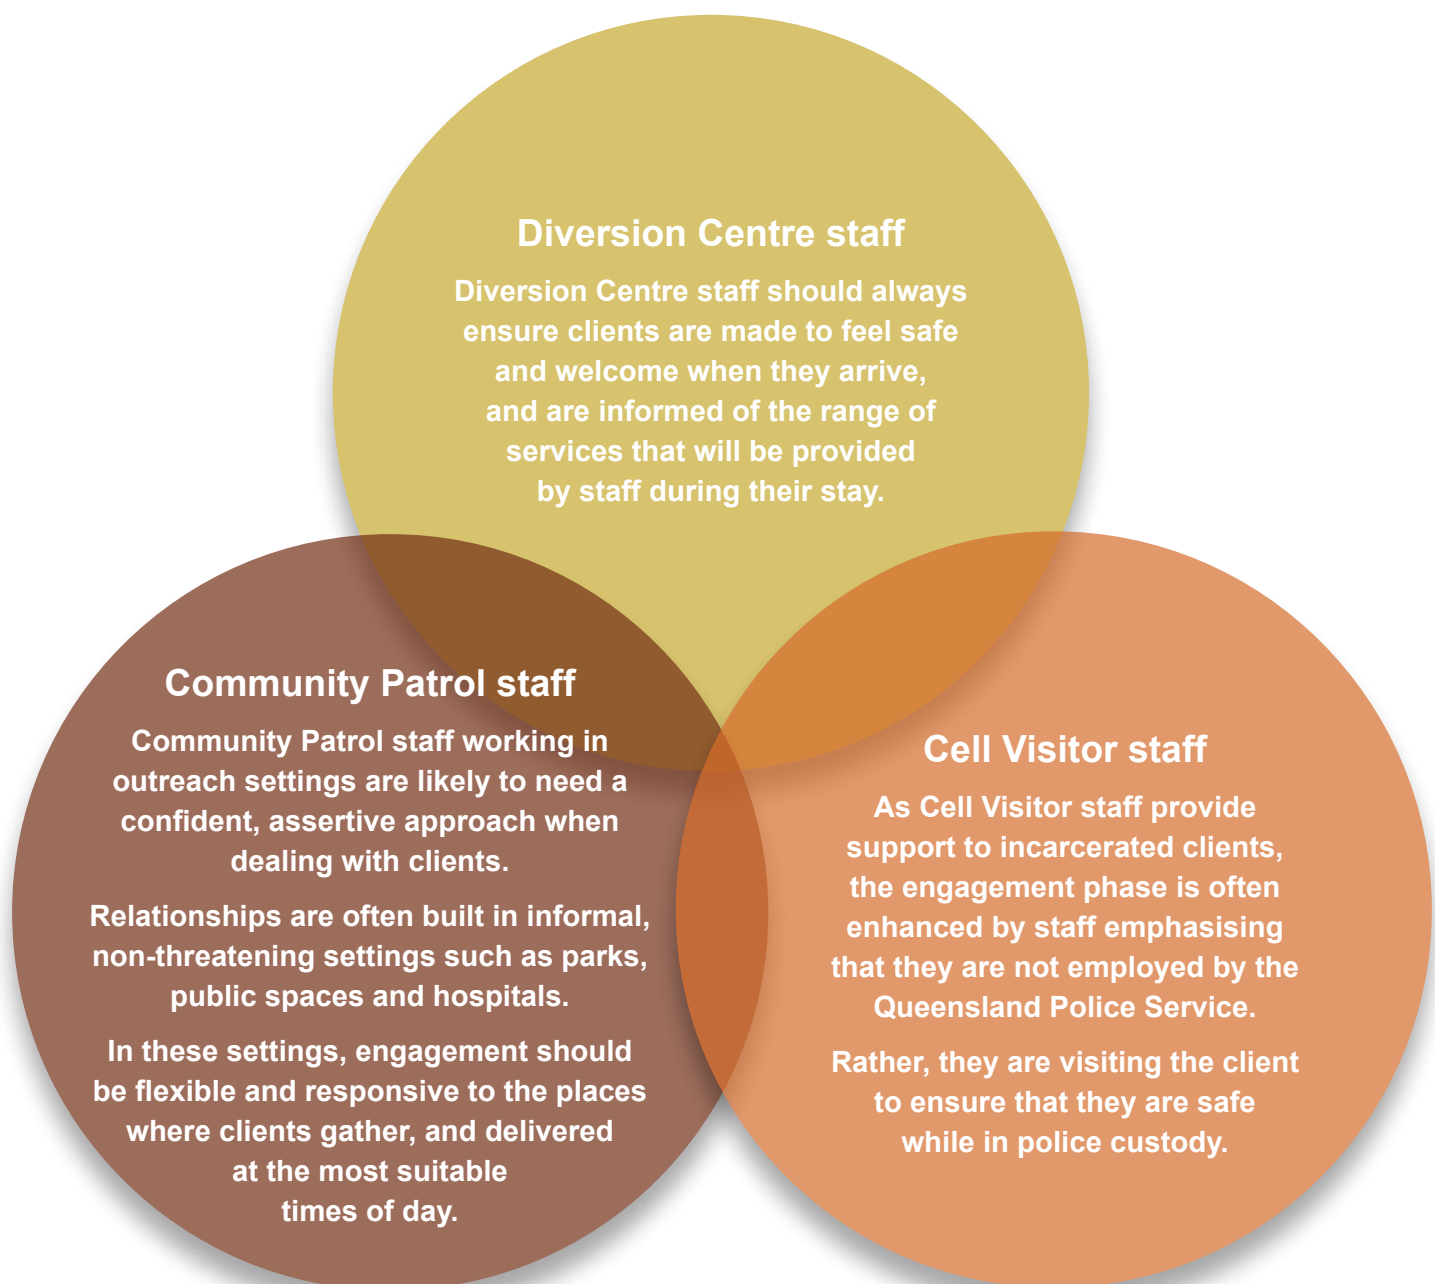 Diversion Centre staff
Diversion Centre staff should always
ensure clients are made to feel safe
and welcome when they arrive,
and are informed of the range of
services that will be provided
by staff during their stay.
Community Patrol staff
Community Patrol staff working in
outreach settings are likely to need a
confident, assertive approach when
dealing with clients.
Relationships are often built in informal,
non-threatening settings such as parks,
public spaces and hospitals.
In these settings, engagement should
be flexible and responsive to the places
where clients gather, and delivered
at the most suitable
times of day.
Cell Visitor staff
As Cell Visitor staff provide
support to incarcerated clients,
the engagement phase is often
enhanced by staff emphasising
that they are not employed by the
Queensland Police Service.
Rather, they are visiting the client
to ensure that they are safe
while in police custody.